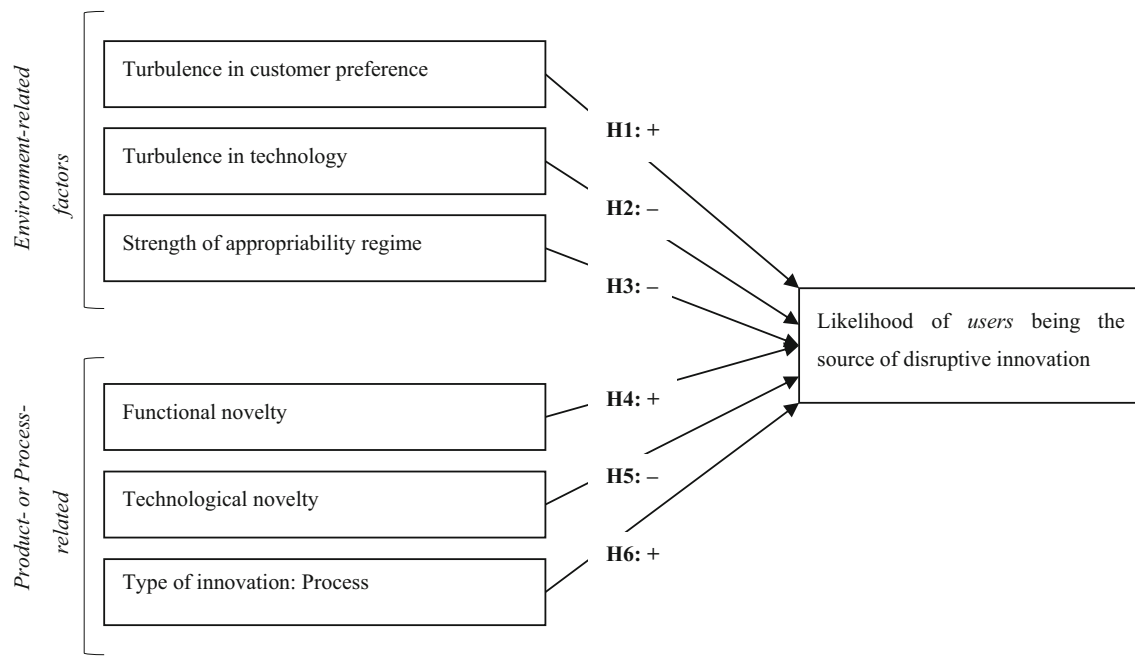 Environment-related
factors
Turbulence in customer preference
Turbulence in technology
Strength of appropriability regime
H1: +
H2: –
H3: –
Product- or Process-
related
Functional novelty
Technological novelty
Type of innovation: Process
H4: +
H5: –
H6: +
Likelihood of users being the
source of disruptive innovation